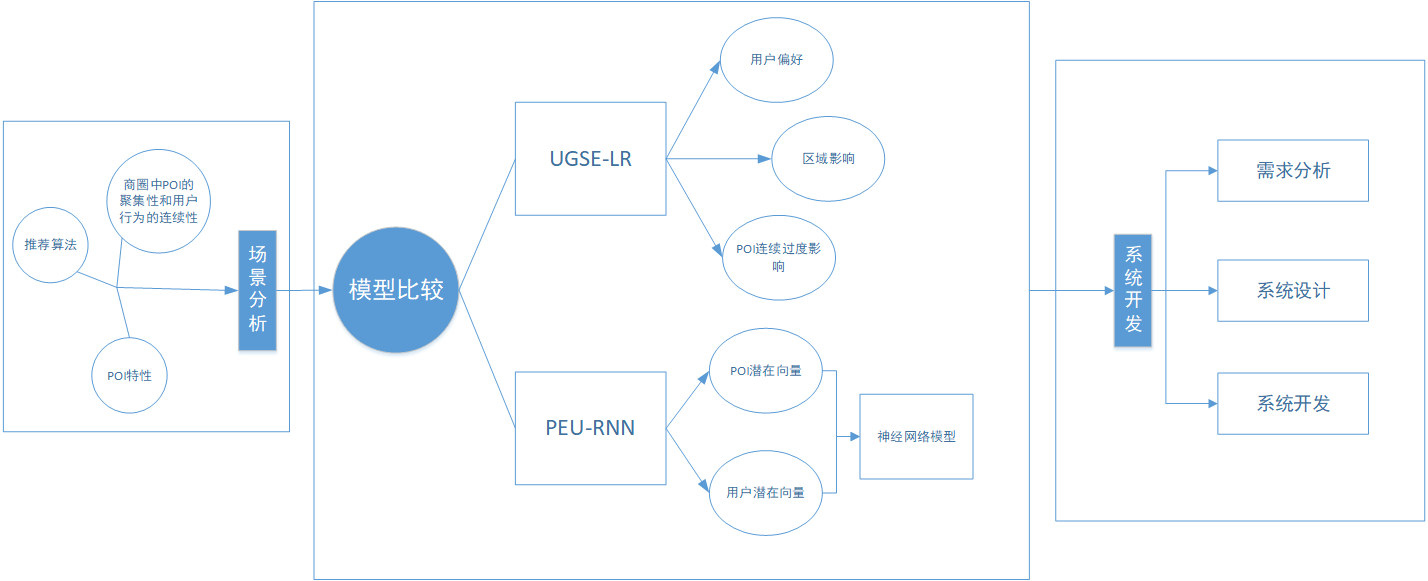 商圈中POI的
聚集性和用户
行为的连续性
推荐算法
POI特性
场
景
分
析
模型比较
UGSE-LR
用户偏好
区域影响
POI连续过度影
响
PEU-RNN
POI潜在向量
用户潜在向量
神经网络模型
系
统
开
发
需求分析
系统设计
系统开发